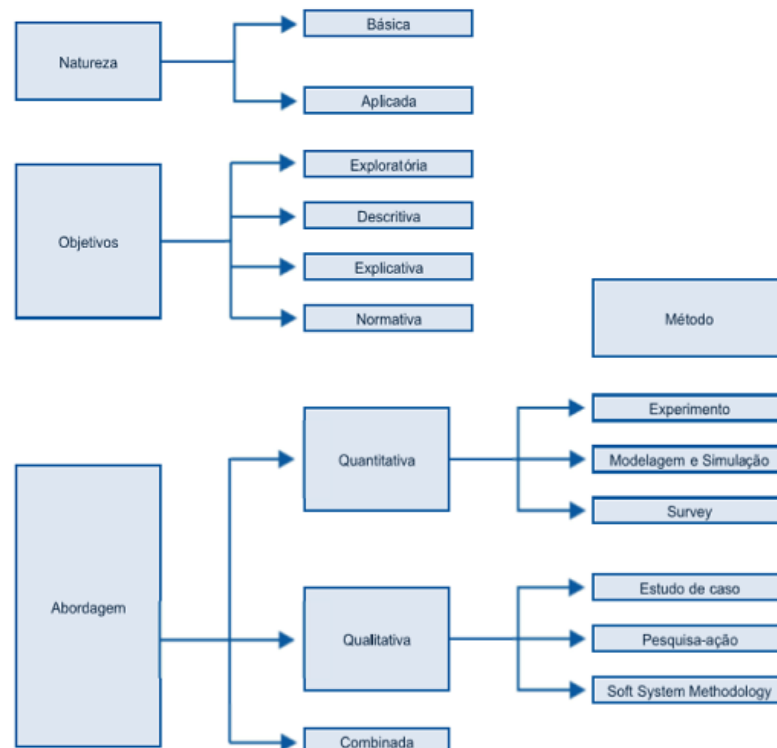 Natureza
Básica
Aplicada
Objetivos
Exploratória
Descritiva
Explicativa
Normativa
Método
Abordagem
Quantitativa
Experimento
Modelagem e Simulação
Survey
Qualitativa
Estudo de caso
Pesquisa-ação
Soft System Methodology
Combinada